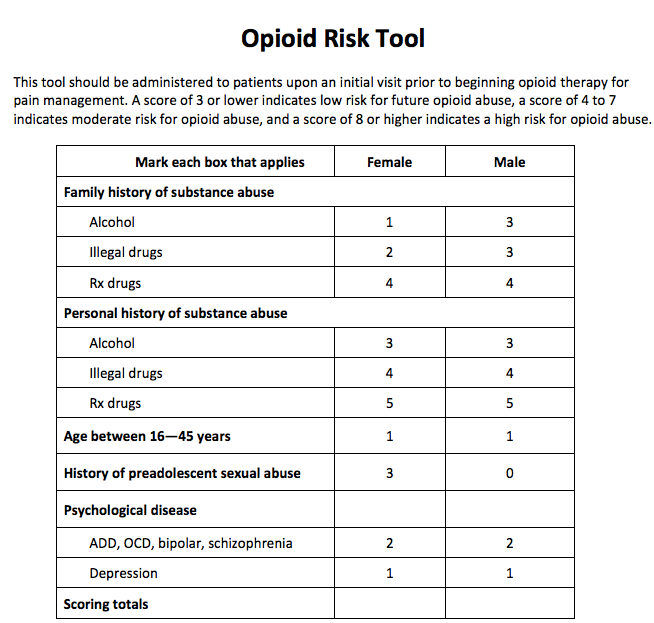 Opioid Risk Tool
This tool should be administered to patients upon an initial visit prior to beginning opioid therapy for
pain management. A score of 3 or lower indicates low risk for future opioid abuse, a score of 4 to 7
indicates moderate risk for opioid abuse, and a score of 8 or higher indicates a high risk for opioid abuse.
Mark each box that applies Female Male
Family history of substance abuse
Alcohol 1 3
Illegal drugs 2 3
Rx drugs 4 4
Personal history of substance abuse
Alcohol 3 3
Illegal drugs 4 4
Rx drugs 5 5
Age between 16—45 years 1 1
History of preadolescent sexual abuse 3 0
Psychological disease
ADD, OCD, bipolar, schizophrenia 2 2
Depression 1 1
Scoring totals